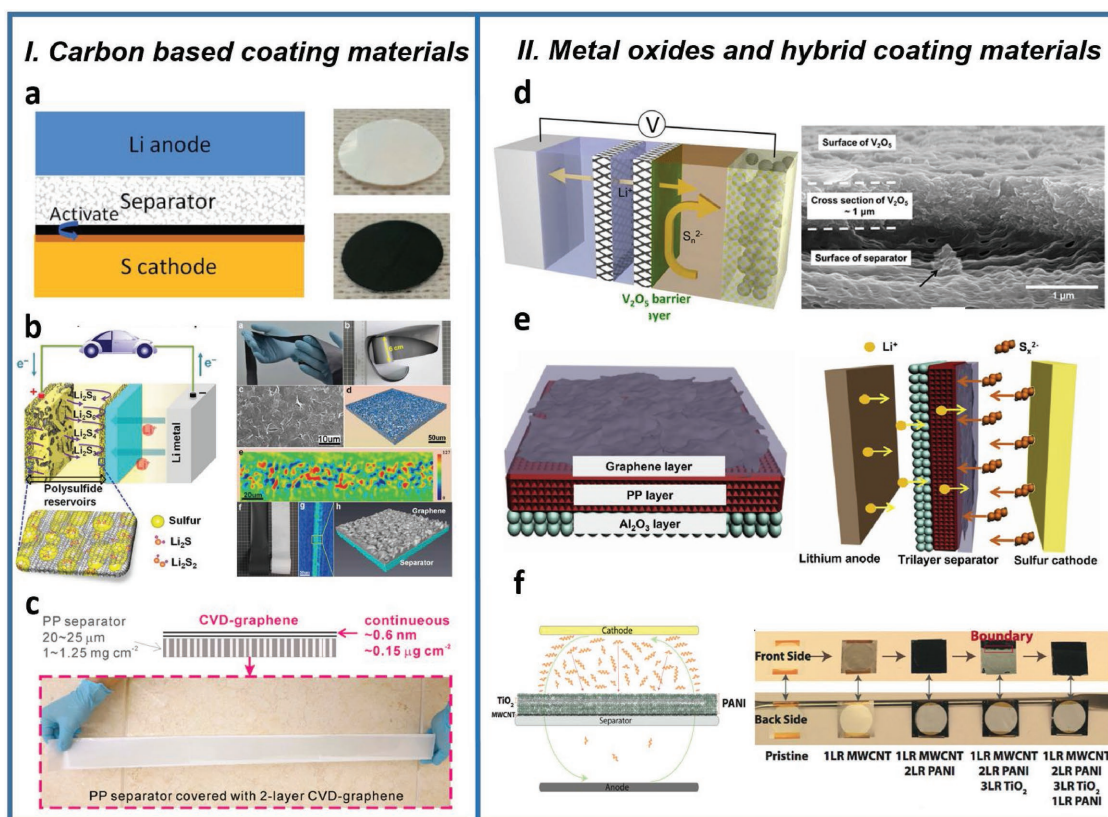 I. Carbon based coating materials
a
Li anode
Separator
Activate
S cathode
b
e⁻
e⁻
+
Li₂S₈
Li₂S₆
Li₂S₄
Li₂S₃
Li metal
Polysulfide
reservoirs
Sulfur
Li₂S
Li₂S₂
a
b
5 cm
c
10um
d
50um
e
20um
f
g
h
Graphene
Separator
c
PP separator
20~25 μm
1~1.25 mg cm⁻²
CVD-graphene
continuous
~0.6 nm
~0.15 μg cm⁻²
PP separator covered with 2-layer CVD-graphene
II. Metal oxides and hybrid coating materials
d
V
Li⁺
Sₙ²⁻
V₂O₅ barrier
layer
Surface of V₂O₅
Cross section of V₂O₅
~ 1 μm
Surface of separator
1 μm
e
Graphene layer
PP layer
Al₂O₃ layer
Li⁺
Sₓ²⁻
Lithium anode
Trilayer separator
Sulfur cathode
f
Cathode
TiO₂
MWCNT
PANI
Separator
Anode
Boundary
Front Side
Back Side
Pristine
1LR MWCNT
1LR MWCNT
2LR PANI
1LR MWCNT
2LR PANI
3LR TiO₂
1LR MWCNT
2LR PANI
3LR TiO₂
1LR PANI